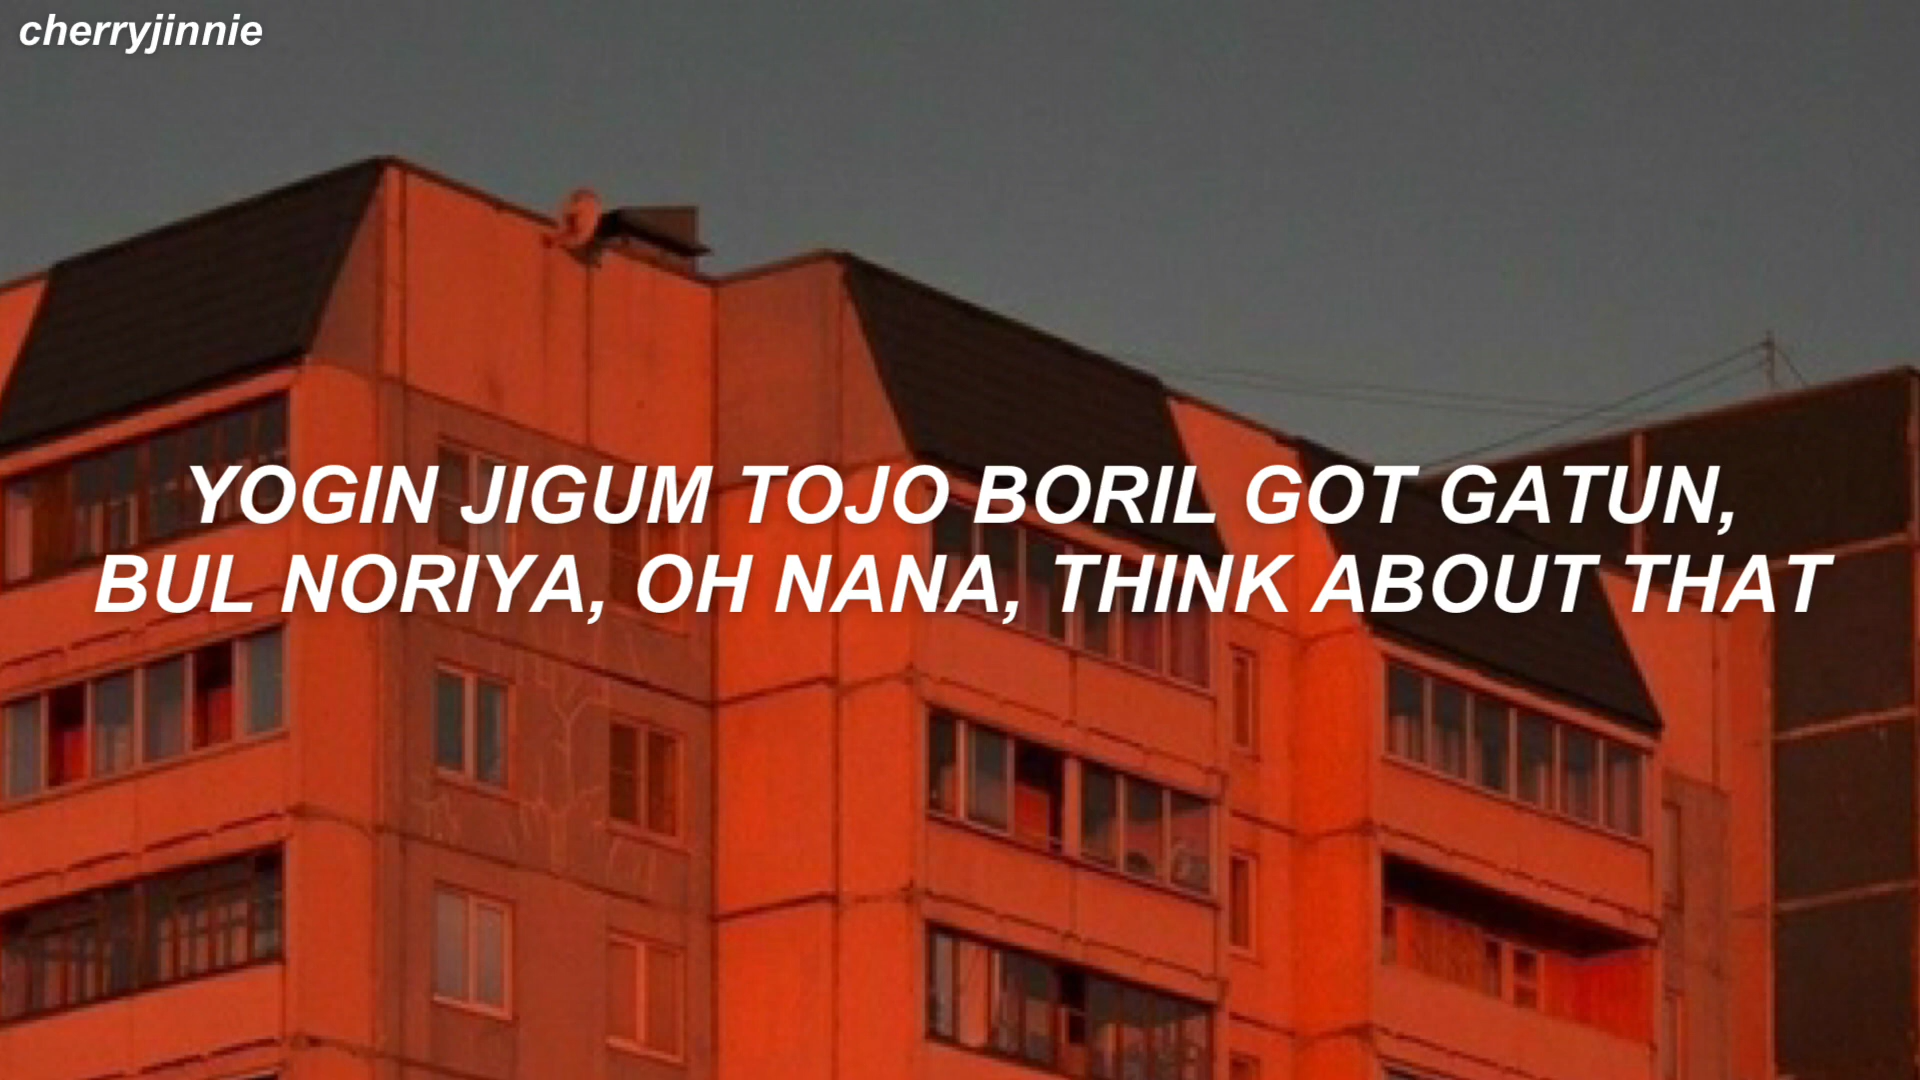 cherryjinnie
YOGIN JIGUM TOJO BORIL GOT GATUN,
BUL NORIYA, OH NANA, THINK ABOUT THAT